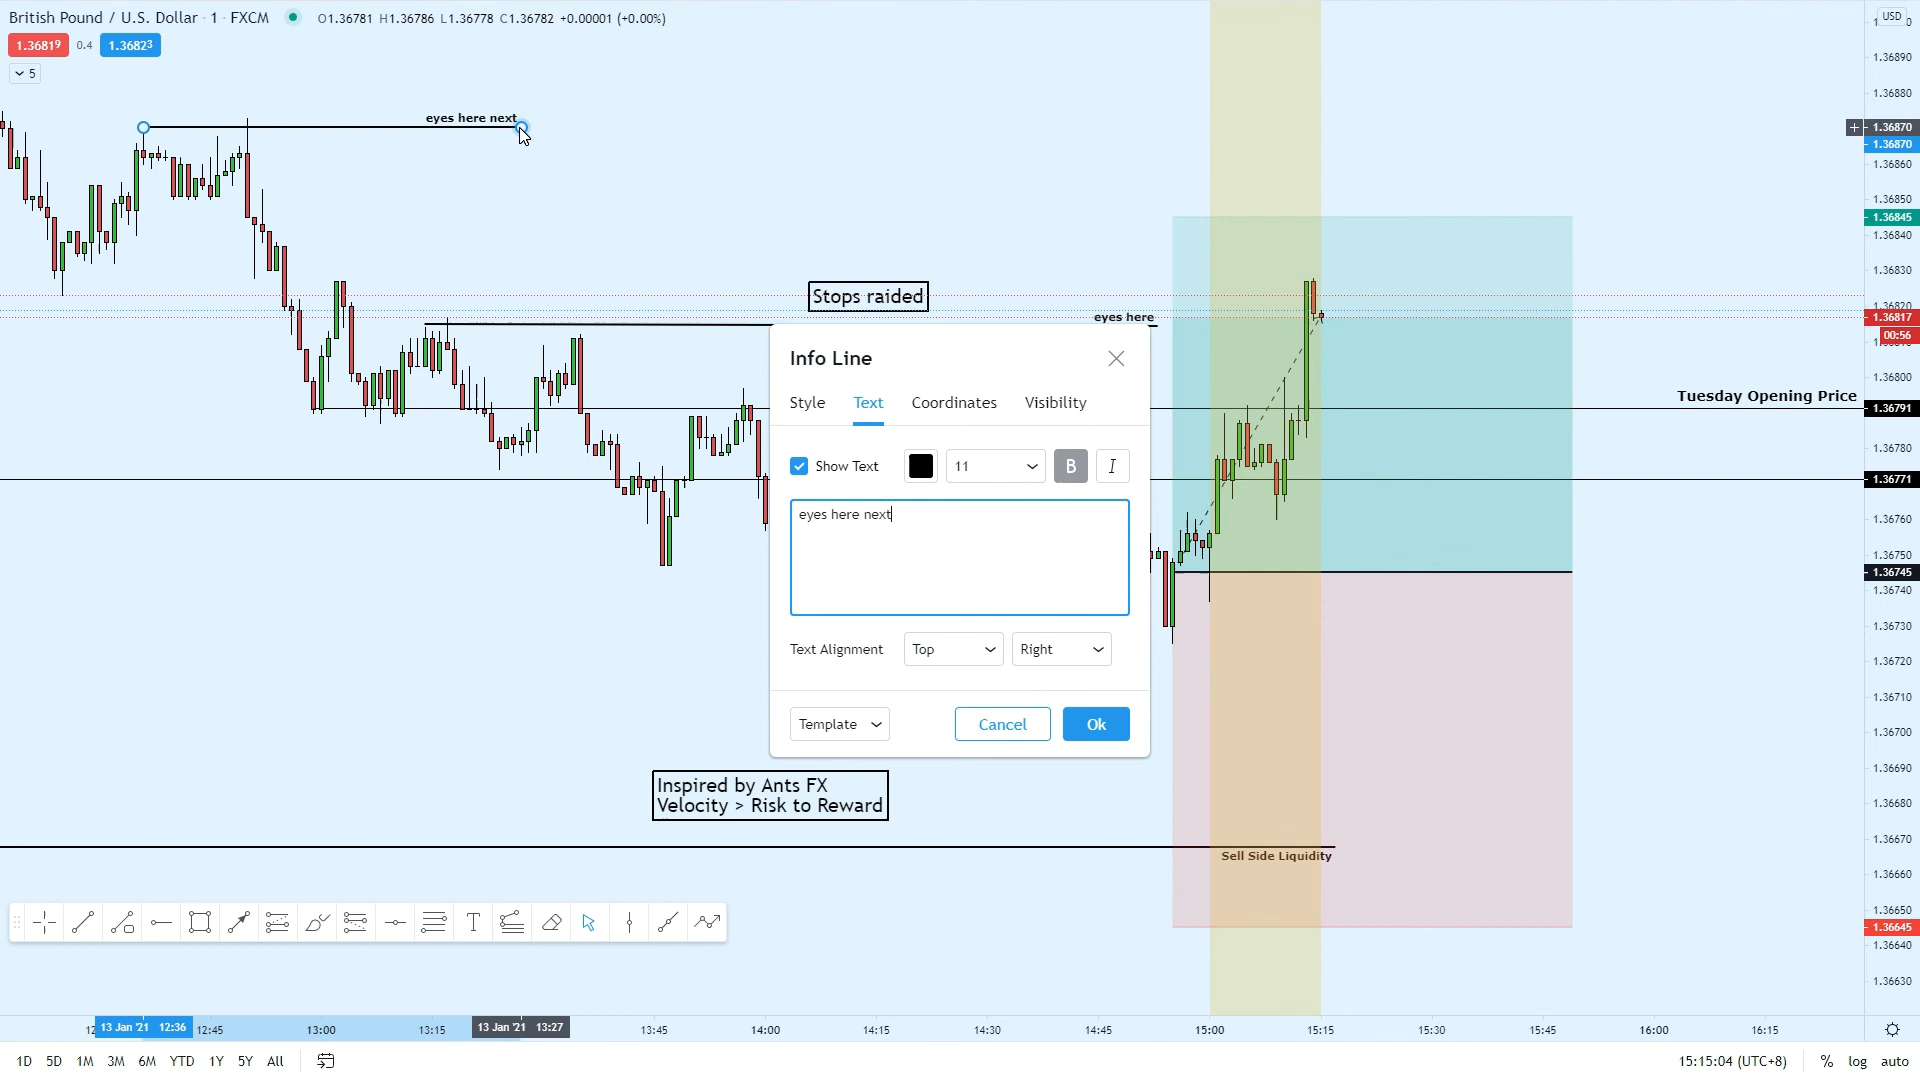 British Pound / U.S. Dollar · 1 · FXCM O1.36781 H1.36786 L1.36778 C1.36782 +0.00001 (+0.00%)
1.36819 0.4 1.36823
5
USD
1.36890
1.36880
eyes here next
1.36870
1.36870
1.36860
1.36850
1.36845
1.36840
1.36830
Stops raided
1.36820
eyes here
1.36817
00:56
1.36800
Tuesday Opening Price
1.36791
1.36780
1.36771
1.36760
1.36750
1.36745
1.36740
1.36730
1.36720
1.36710
1.36700
1.36690
1.36680
1.36670
1.36660
1.36650
1.36645
1.36640
1.36630
Info Line
Style Text Coordinates Visibility
Show Text 11 B I
eyes here next
Text Alignment Top Right
Template Cancel Ok
Inspired by Ants FX
Velocity > Risk to Reward
Sell Side Liquidity
13 Jan '21 12:36 12:45 13:00 13:15 13 Jan '21 13:27 13:45 14:00 14:15 14:30 14:45 15:00 15:15 15:30 15:45 16:00 16:15
1D 5D 1M 3M 6M YTD 1Y 5Y All 15:15:04 (UTC+8) % log auto